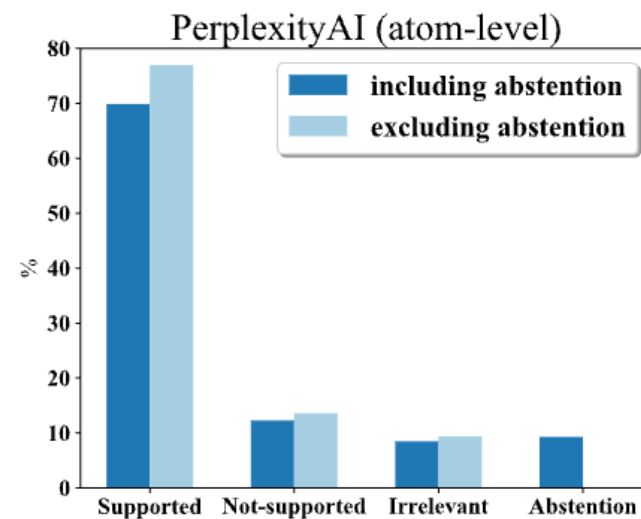 PerplexityAI (atom-level)
80
70
60
50
40
30
20
10
0
%
including abstention
excluding abstention
Supported Not-supported Irrelevant Abstention